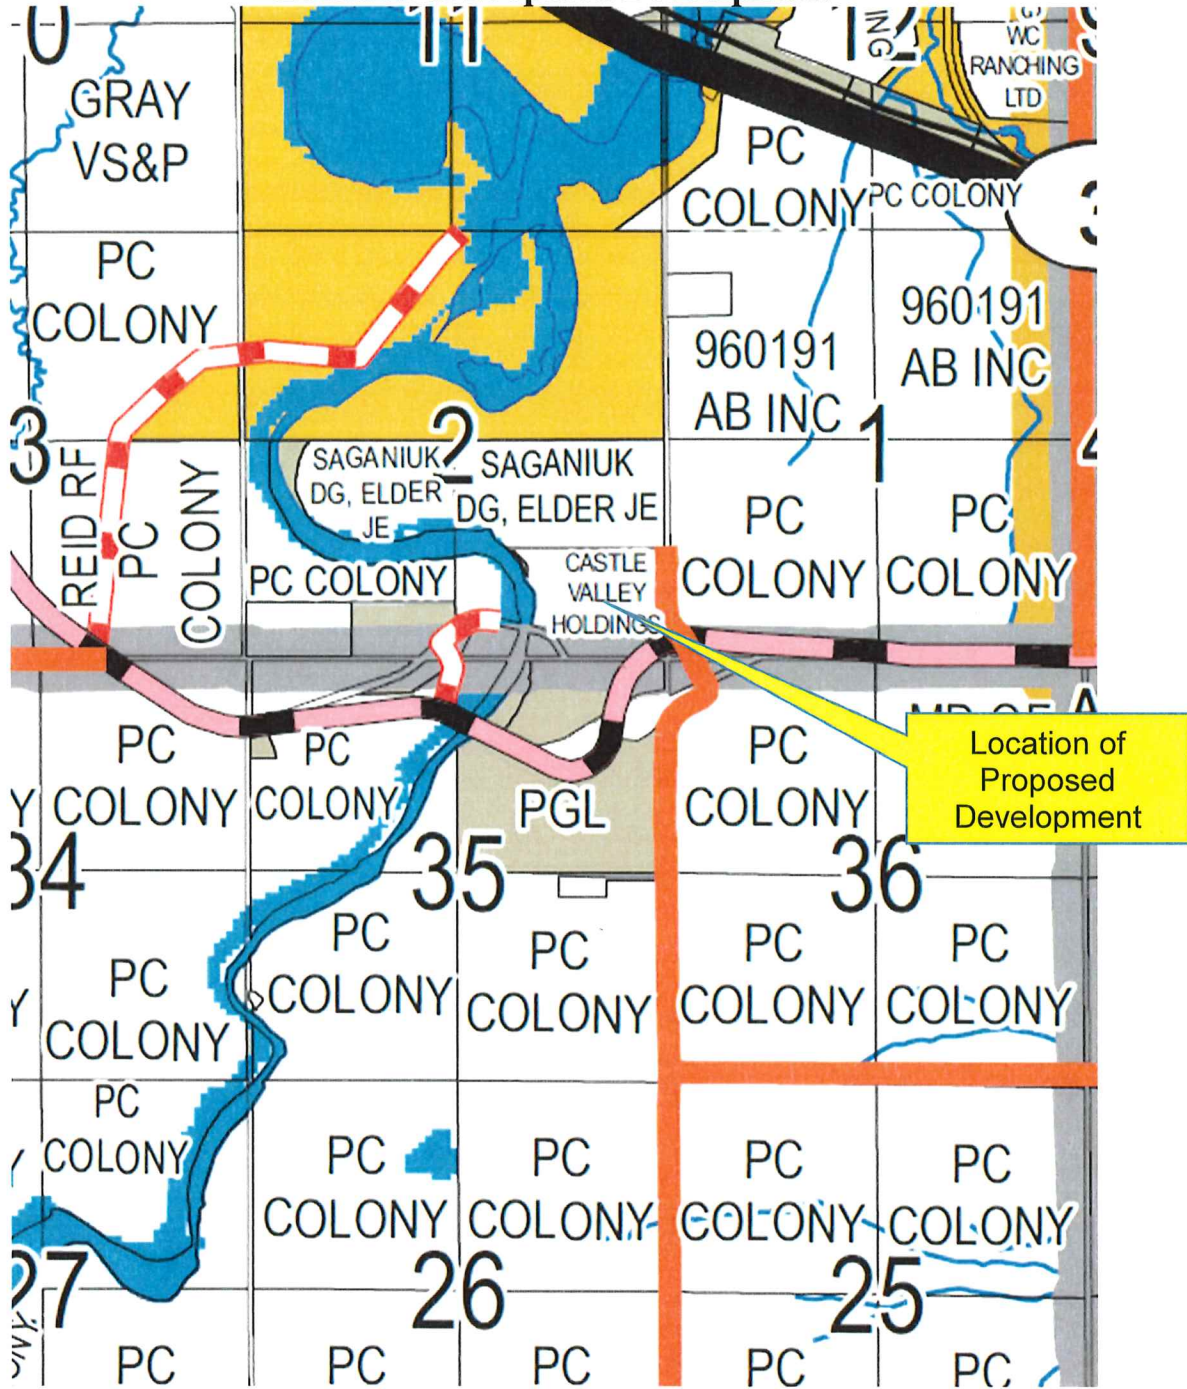 0
11
12
ING
WC
RANCHING
LTD
GRAY
VS&P
PC
COLONY
PC COLONY
3
PC
COLONY
960191
AB INC
960191
AB INC
3
2
1
4
REID RF
PC
COLONY
SAGANIUK
DG, ELDER
JE
SAGANIUK
DG, ELDER JE
PC
COLONY
PC
COLONY
PC COLONY
CASTLE
VALLEY
HOLDINGS
PC
COLONY
PC
COLONY
PGL
PC
COLONY
Location of
Proposed
Development
Y
34
35
36
PC
COLONY
PC
COLONY
PC
COLONY
PC
COLONY
PC
COLONY
Y
PC
COLONY
PC
COLONY
PC
COLONY
PC
COLONY
PC
COLONY
27
26
25
PC
PC
PC
PC
PC